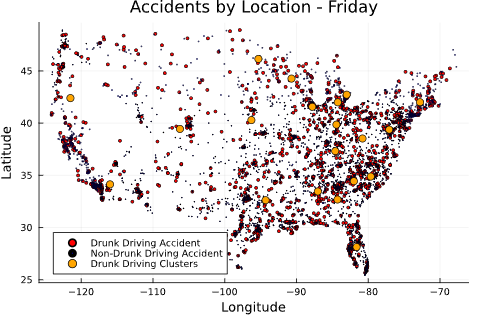 Accidents by Location - Friday
Latitude
45
40
35
30
25
Drunk Driving Accident
Non-Drunk Driving Accident
Drunk Driving Clusters
−120 −110 −100 −90 −80 −70
Longitude